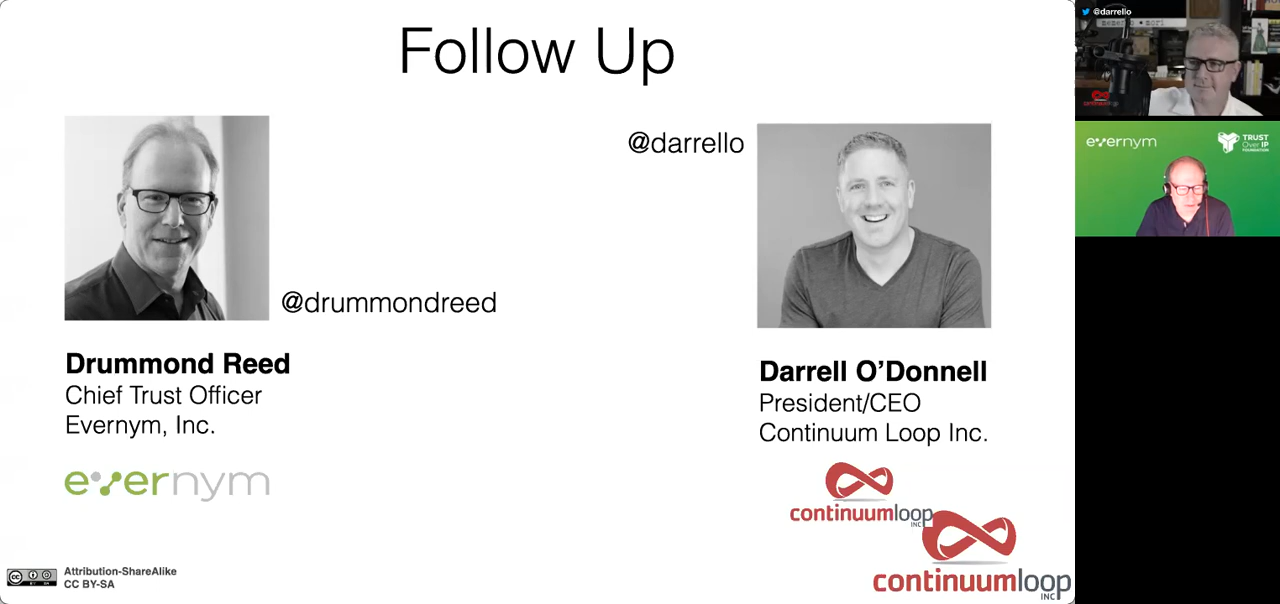 Follow Up
@drummondreed
Drummond Reed
Chief Trust Officer
Evernym, Inc.
evernym
Attribution-ShareAlike
CC BY-SA
@darrello
Darrell O’Donnell
President/CEO
Continuum Loop Inc.
continuumloop
INC
continuumloop
INC
@darrello
continuumloop
evernym
TRUST
Over IP
FOUNDATION